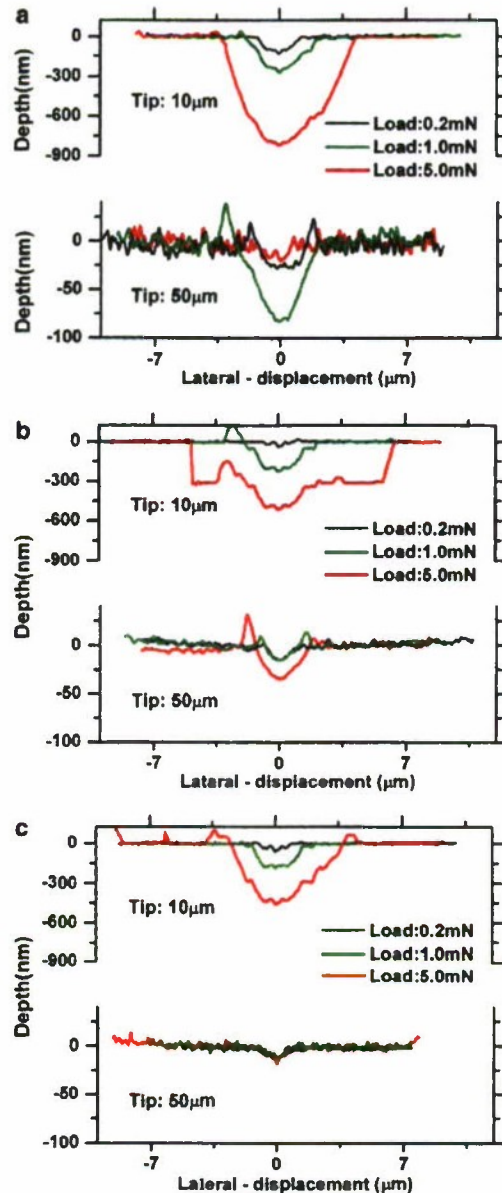 a
0
-300
-600
-900
Depth(nm)
Tip: 10μm
Load:0.2mN
Load:1.0mN
Load:5.0mN
0
-50
-100
Tip: 50μm
-7 0 7
Lateral - displacement (μm)
b
0
-300
-600
-900
Depth(nm)
Tip: 10μm
Load:0.2mN
Load:1.0mN
Load:5.0mN
0
-50
-100
Tip: 50μm
-7 0 7
Lateral - displacement (μm)
c
0
-300
-600
-900
Depth(nm)
Tip: 10μm
Load:0.2mN
Load:1.0mN
Load:5.0mN
0
-50
-100
Tip: 50μm
-7 0 7
Lateral - displacement (μm)